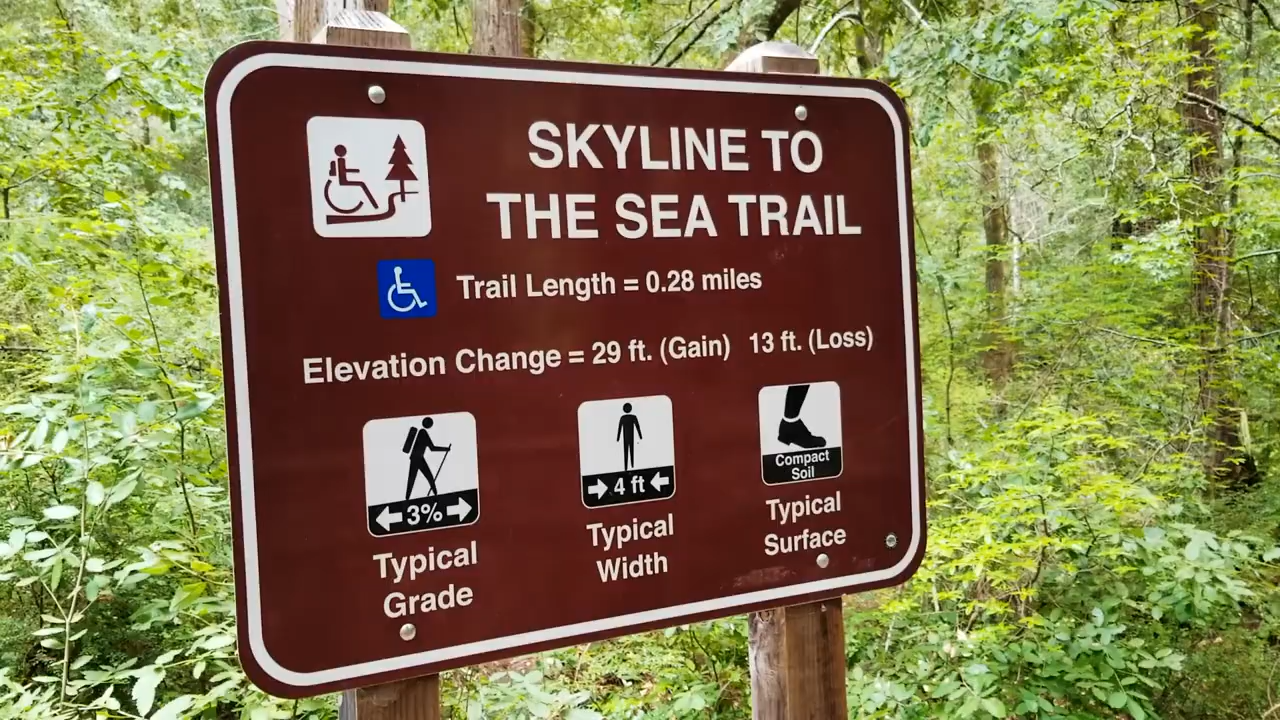 SKYLINE TO
THE SEA TRAIL
Trail Length = 0.28 miles
Elevation Change = 29 ft. (Gain) 13 ft. (Loss)
3%
Typical
Grade
4 ft
Typical
Width
Compact
Soil
Typical
Surface